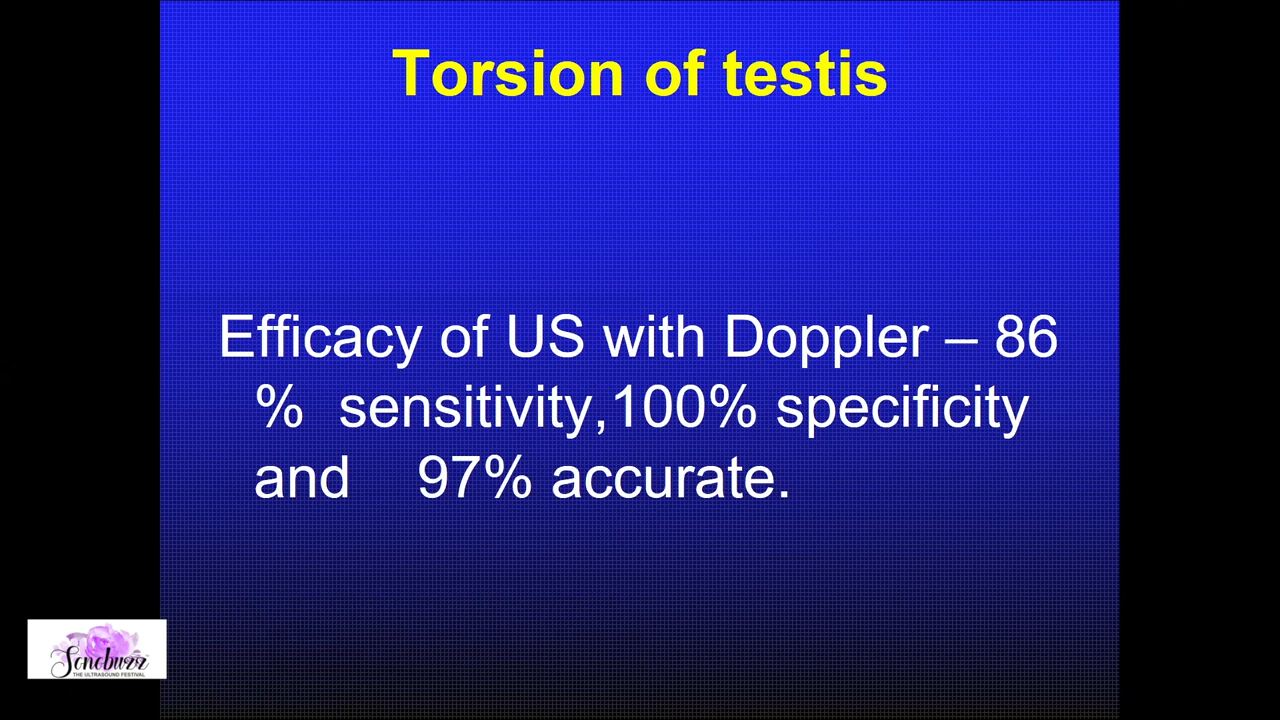 Torsion of testis
Efficacy of US with Doppler – 86
% sensitivity,100% specificity
and 97% accurate.
Sonobuzz
THE ULTRASOUND FESTIVAL